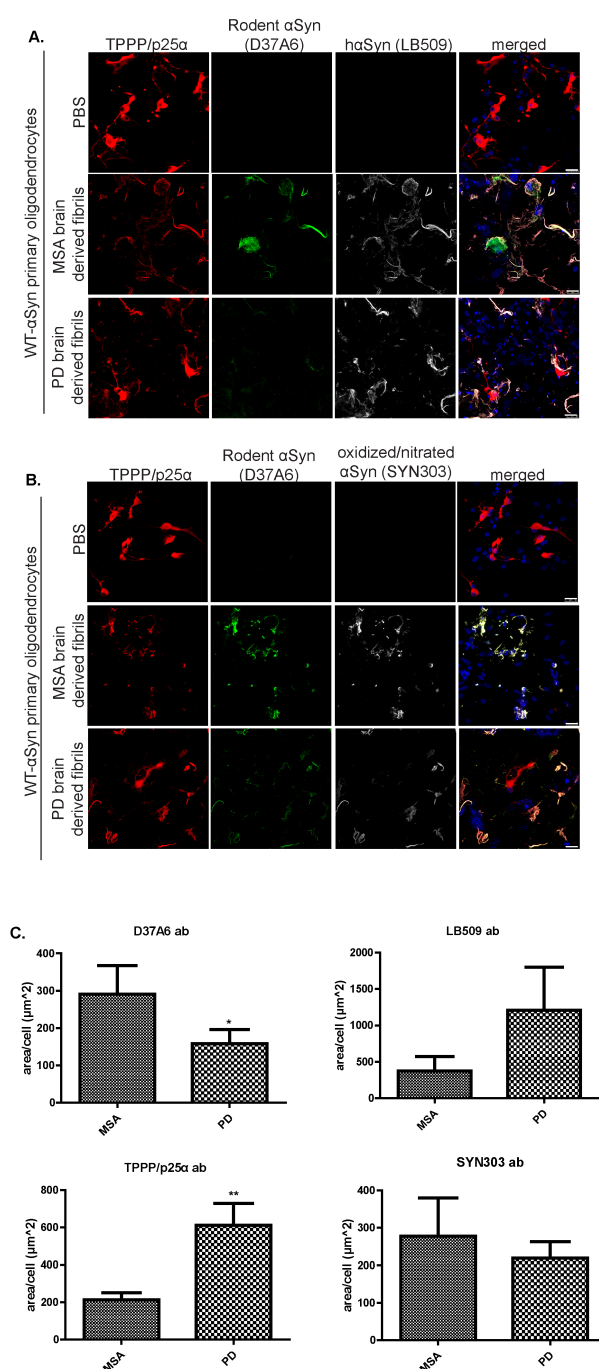 A.
TPPP/p25α
Rodent αSyn
(D37A6)
hαSyn (LB509)
merged
WT-αSyn primary oligodendrocytes
PBS
MSA brain
derived fibrils
PD brain
derived fibrils
B.
TPPP/p25α
Rodent αSyn
(D37A6)
oxidized/nitrated
αSyn (SYN303)
merged
WT-αSyn primary oligodendrocytes
PBS
MSA brain
derived fibrils
PD brain
derived fibrils
C.
D37A6 ab
area/cell (µm^2)
400
300
200
100
0
*
MSA
PD
LB509 ab
area/cell (µm^2)
2000
1500
1000
500
0
MSA
PD
TPPP/p25α ab
area/cell (µm^2)
800
600
400
200
0
**
MSA
PD
SYN303 ab
area/cell (µm^2)
400
300
200
100
0
MSA
PD